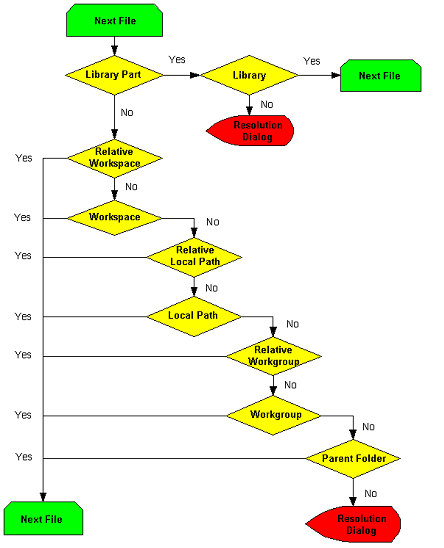 Next File
Yes
Yes
Library Part
Library
Next File
No
No
Resolution
Dialog
Yes
Relative
Workspace
No
Yes
Workspace
No
Yes
Relative
Local Path
No
Yes
Local Path
No
Yes
Relative
Workgroup
No
Yes
Workgroup
No
Yes
Parent Folder
No
Next File
Resolution
Dialog